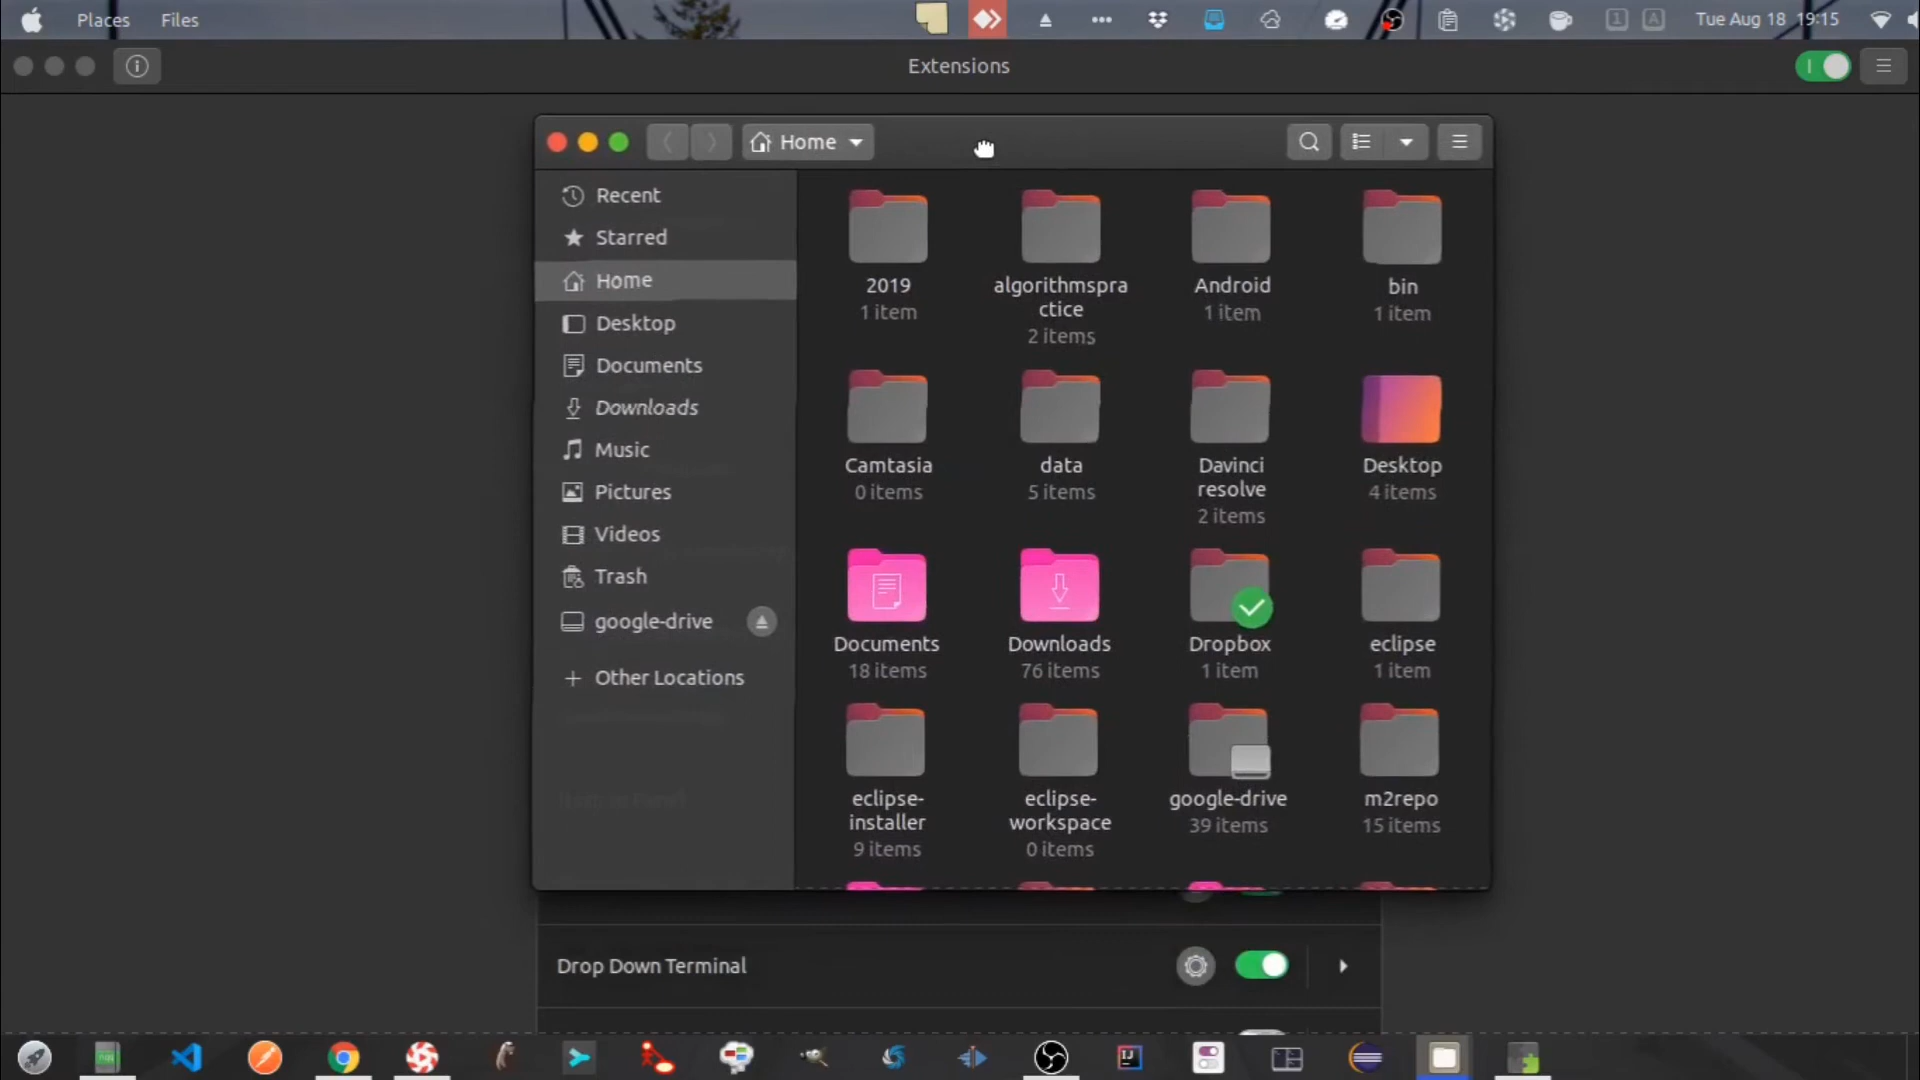 Places Files 1 A Tue Aug 18 19:15
Extensions
Home
Recent
Starred
Home
Desktop
Documents
Downloads
Music
Pictures
Videos
Trash
google-drive
Other Locations
2019
1 item
algorithmspra
ctice
2 items
Android
1 item
bin
1 item
Camtasia
0 items
data
5 items
Davinci
resolve
2 items
Desktop
4 items
Documents
18 items
Downloads
76 items
Dropbox
1 item
eclipse
1 item
eclipse-
installer
9 items
eclipse-
workspace
0 items
google-drive
39 items
m2repo
15 items
Drop Down Terminal